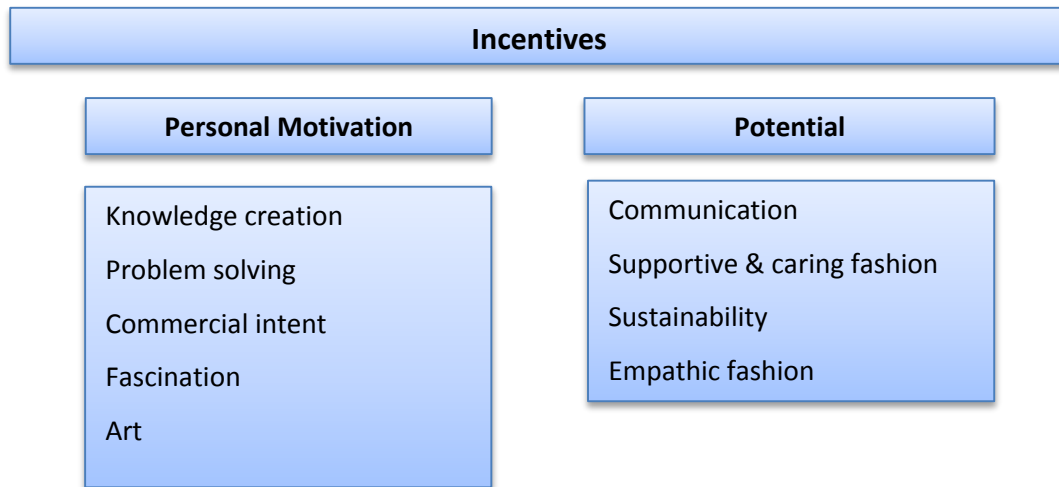 Incentives
Personal Motivation
Knowledge creation
Problem solving
Commercial intent
Fascination
Art
Potential
Communication
Supportive & caring fashion
Sustainability
Empathic fashion